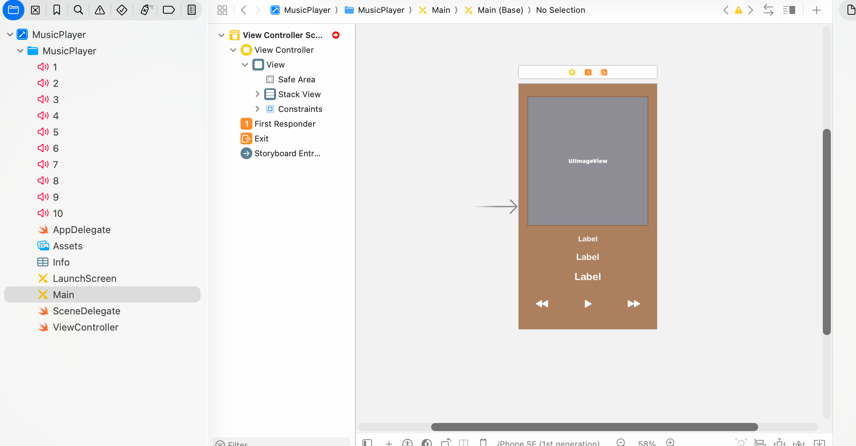 MusicPlayer
MusicPlayer
1
2
3
4
5
6
7
8
9
10
AppDelegate
Assets
Info
LaunchScreen
Main
SceneDelegate
ViewController
MusicPlayer 〉 MusicPlayer 〉 Main 〉 Main (Base) 〉 No Selection
View Controller Sc...
View Controller
View
Safe Area
Stack View
Constraints
1 First Responder
Exit
Storyboard Entr...
Filter
1
UIImageView
Label
Label
Label
iPhone SE (1st generation) 58%